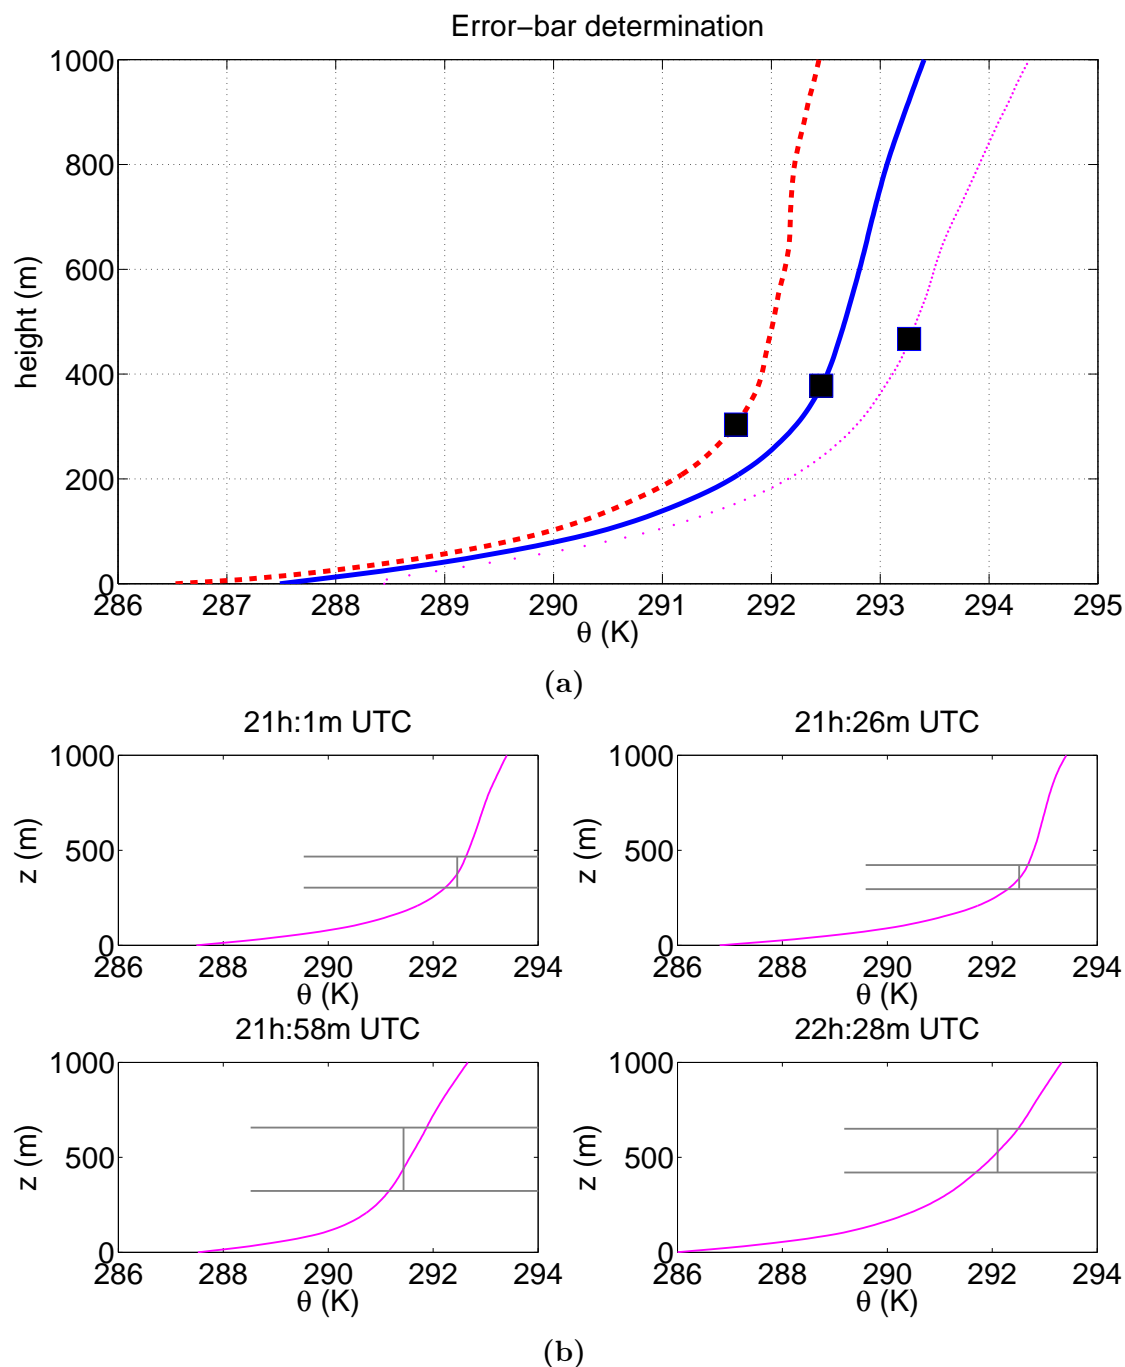 Error−bar determination
1000
800
600
400
200
0
height (m)
286 287 288 289 290 291 292 293 294 295
θ (K)
(a)
21h:1m UTC
1000
500
0
z (m)
286 288 290 292 294
θ (K)
21h:26m UTC
1000
500
0
z (m)
286 288 290 292 294
θ (K)
21h:58m UTC
1000
500
0
z (m)
286 288 290 292 294
θ (K)
22h:28m UTC
1000
500
0
z (m)
286 288 290 292 294
θ (K)
(b)